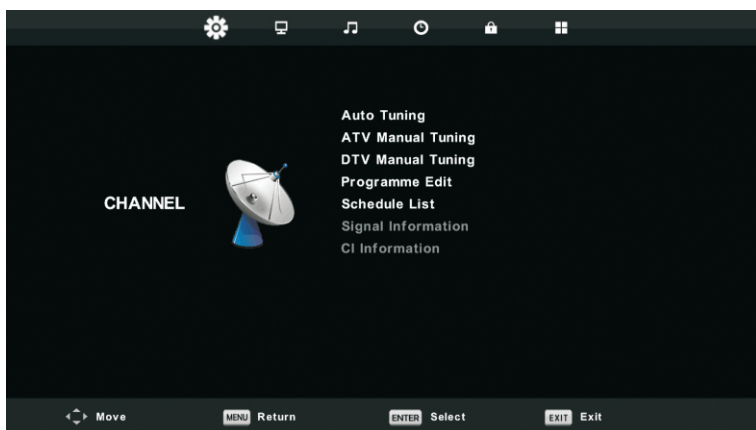 CHANNEL
Auto Tuning
ATV Manual Tuning
DTV Manual Tuning
Programme Edit
Schedule List
Signal Information
CI Information
Move
MENU Return
ENTER Select
EXIT Exit